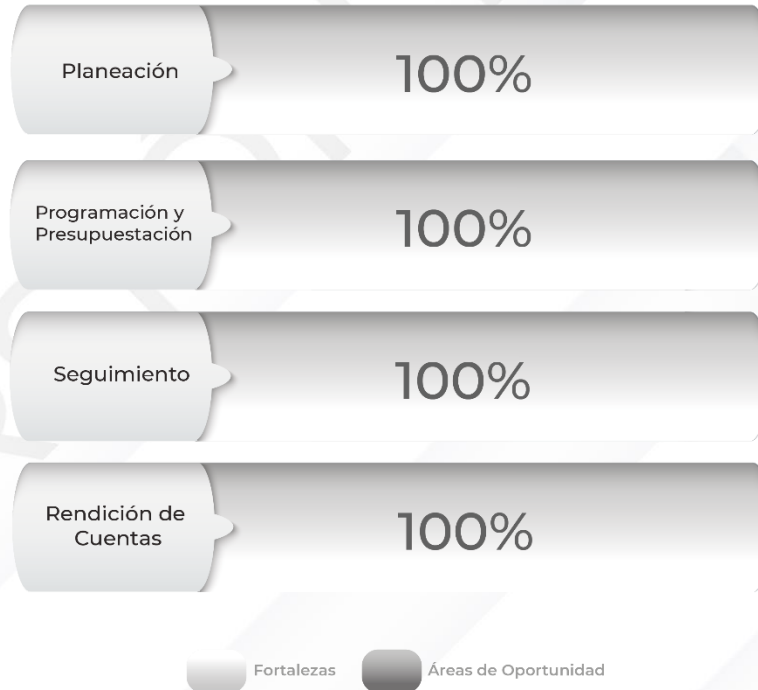 Planeación
100%
Programación y
Presupuestación
100%
Seguimiento
100%
Rendición de
Cuentas
100%
Fortalezas
Áreas de Oportunidad